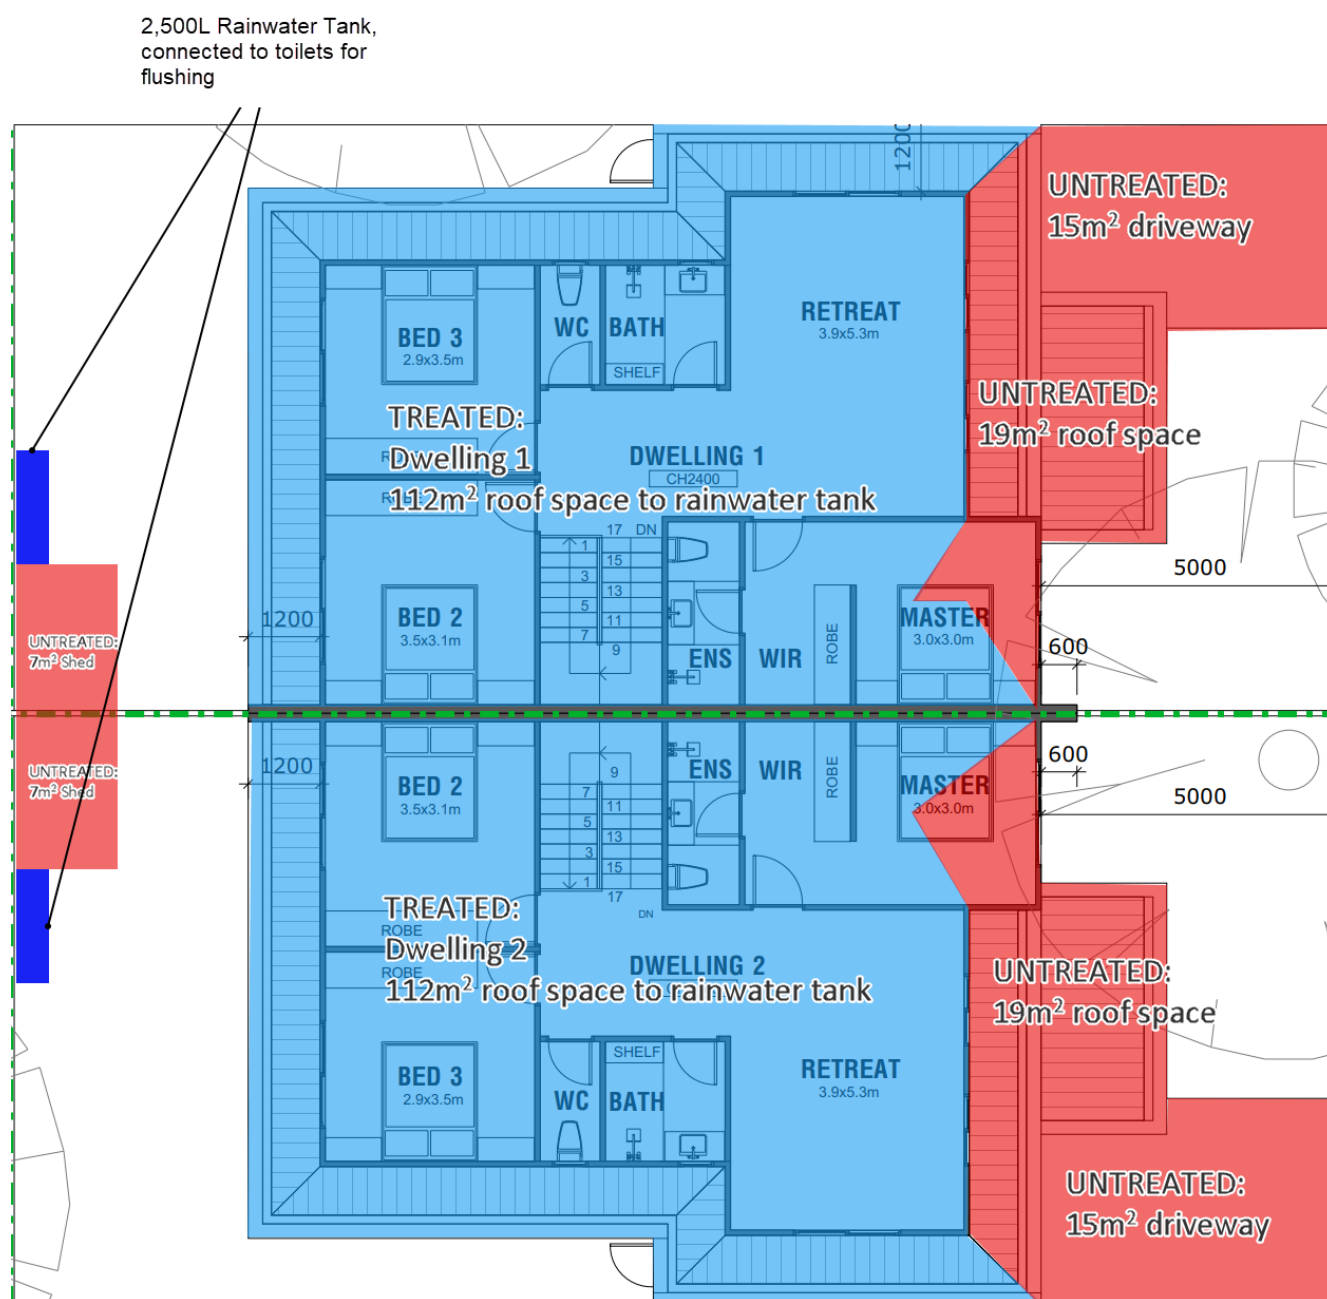 2,500L Rainwater Tank,
connected to toilets for
flushing
1200
UNTREATED:
15m² driveway
BED 3
2.9x3.5m
WC
BATH
SHELF
RETREAT
3.9x5.3m
UNTREATED:
19m² roof space
TREATED:
Dwelling 1
112m² roof space to rainwater tank
DWELLING 1
CH2400
ROBE
17 DN
15
13
11
9
1
3
5
7
5000
1200
BED 2
3.5x3.1m
ENS
WIR
ROBE
MASTER
3.0x3.0m
600
UNTREATED:
7m² Shed
UNTREATED:
7m² Shed
1200
BED 2
3.5x3.1m
9
7
11
5
13
3
15
1
17
DN
ENS
WIR
ROBE
MASTER
3.0x3.0m
600
5000
TREATED:
Dwelling 2
112m² roof space to rainwater tank
ROBE
ROBE
DWELLING 2
UNTREATED:
19m² roof space
BED 3
2.9x3.5m
WC
BATH
SHELF
RETREAT
3.9x5.3m
UNTREATED:
15m² driveway